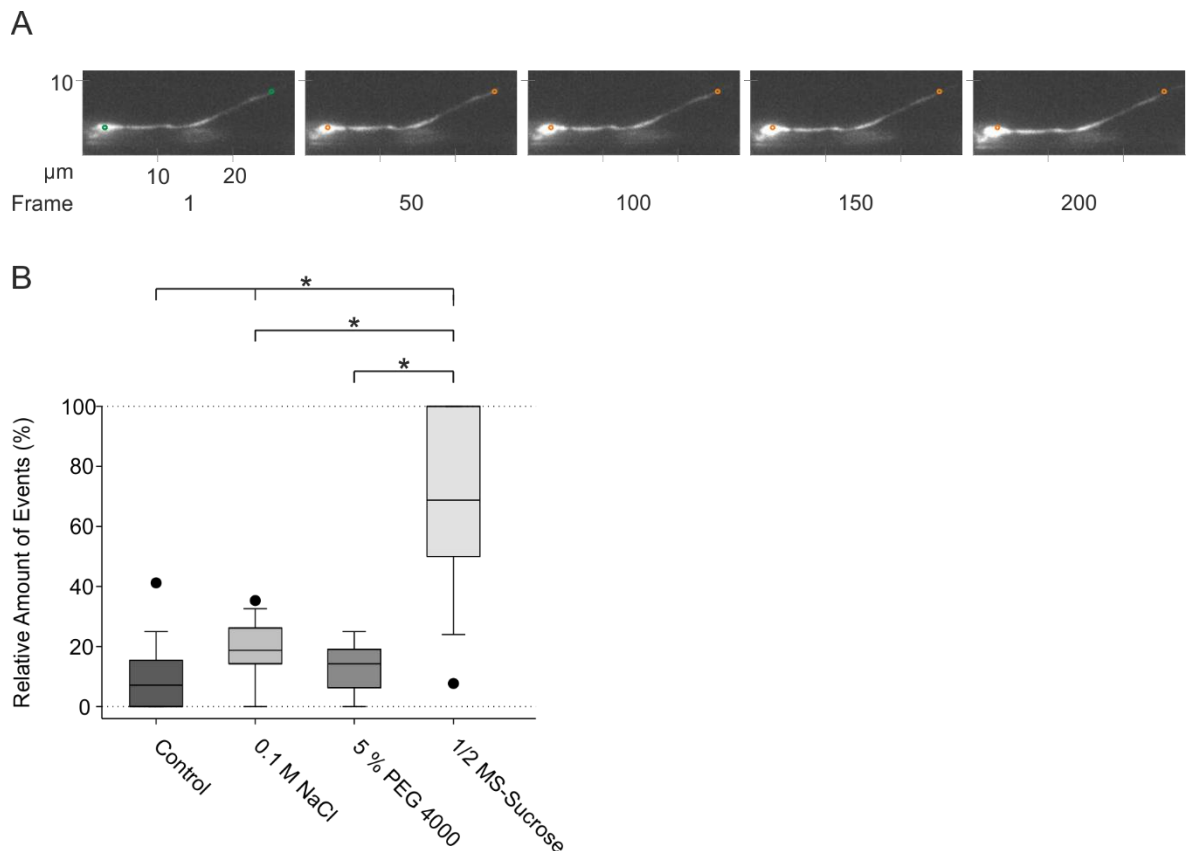 A
10
µm 10 20
Frame 1 50 100 150 200
B
*
*
*
Relative Amount of Events (%)
100
80
60
40
20
0
Control
0.1 M NaCl
5 % PEG 4000
1/2 MS-Sucrose